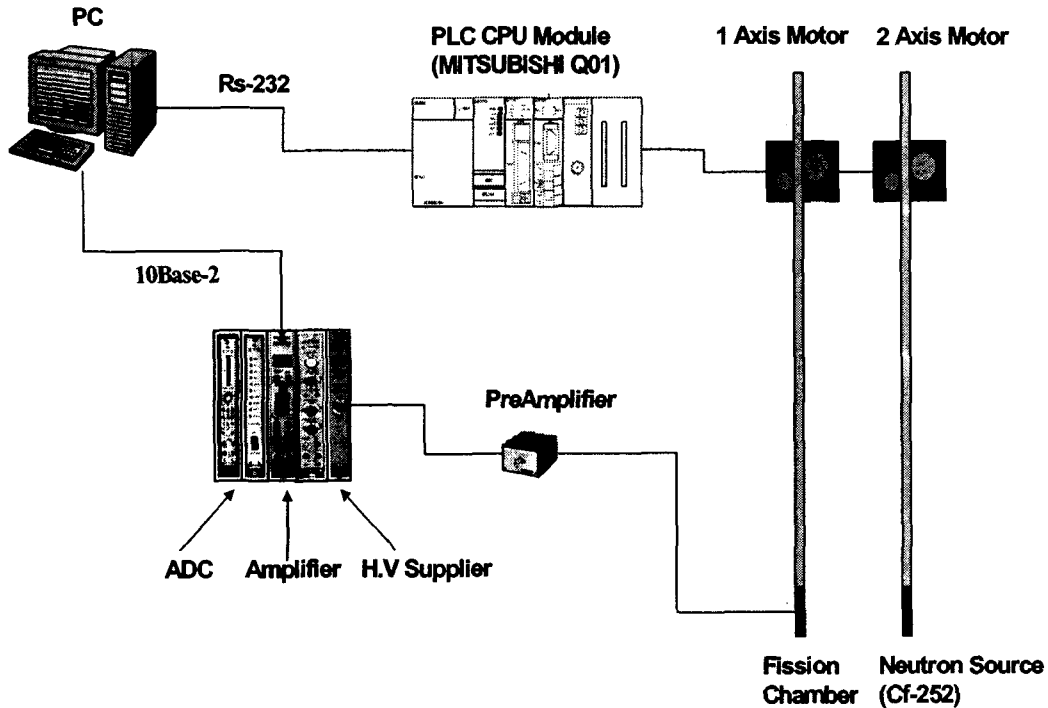 PC
PLC CPU Module
(MITSUBISHI Q01)
1 Axis Motor
2 Axis Motor
Rs-232
10Base-2
PreAmplifier
ADC
Amplifier
H.V Supplier
Fission
Chamber
Neutron Source
(Cf-252)